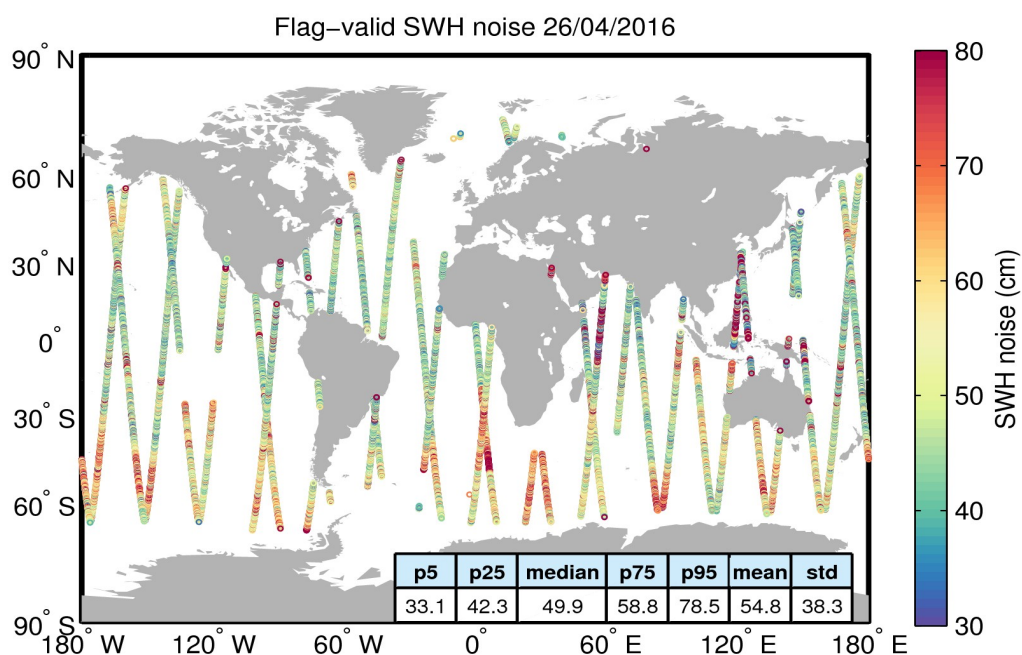 Flag−valid SWH noise 26/04/2016
90° N
60° N
30° N
0°
30° S
60° S
90° S
180° W
120° W
60° W
0°
60° E
120° E
180° E
80
70
60
50
40
30
SWH noise (cm)
p5 p25 median p75 p95 mean std
33.1 42.3 49.9 58.8 78.5 54.8 38.3